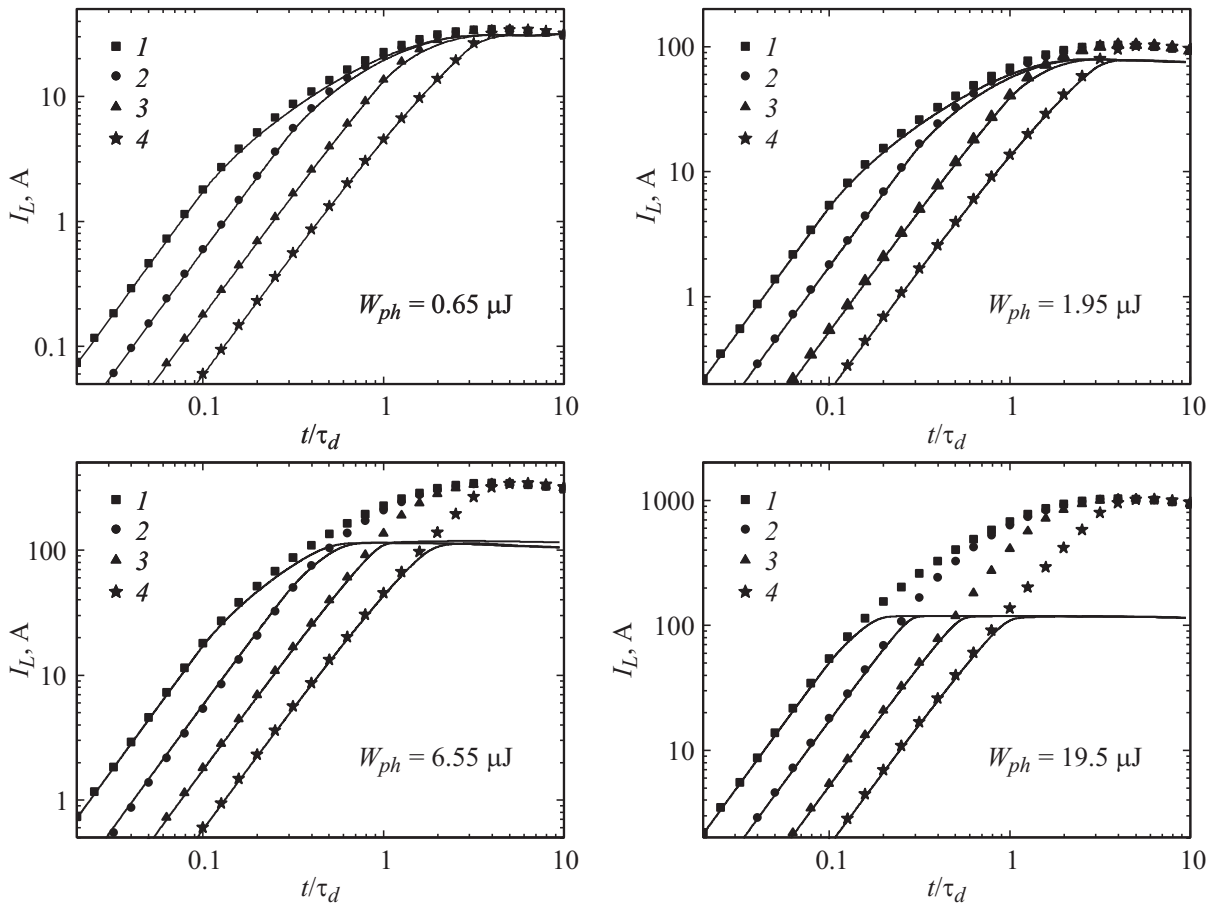 I_L, A
10
1
0.1
1
2
3
4
W_ph = 0.65 μJ
0.1 1 10
t/τ_d
I_L, A
100
10
1
1
2
3
4
W_ph = 1.95 μJ
0.1 1 10
t/τ_d
I_L, A
100
10
1
1
2
3
4
W_ph = 6.55 μJ
0.1 1 10
t/τ_d
I_L, A
1000
100
10
1
2
3
4
W_ph = 19.5 μJ
0.1 1 10
t/τ_d